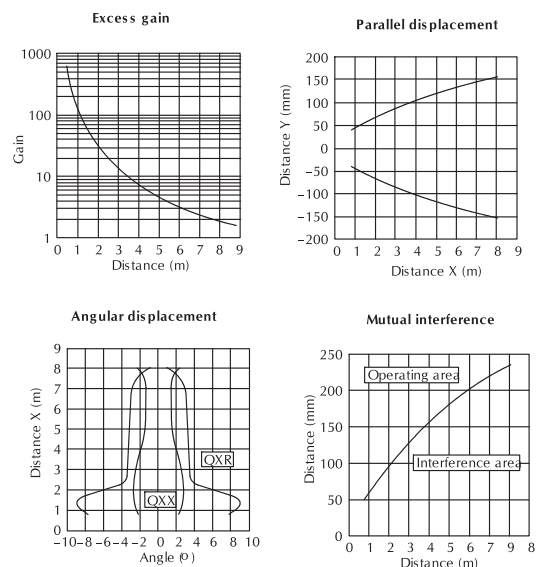 Excess gain
1000
100
10
1
Gain
0 1 2 3 4 5 6 7 8 9
Distance (m)
Parallel displacement
200
150
100
50
0
−50
−100
−150
−200
Distance Y (mm)
0 1 2 3 4 5 6 7 8 9
Distance X (m)
Angular displacement
9
8
7
6
5
4
3
2
1
0
Distance X (m)
QXR
QXX
−10 −8 −6 −4 −2 0 2 4 6 8 10
Angle (º)
Mutual interference
250
200
150
100
50
0
Distance (mm)
Operating area
Interference area
0 1 2 3 4 5 6 7 8
Distance (m)